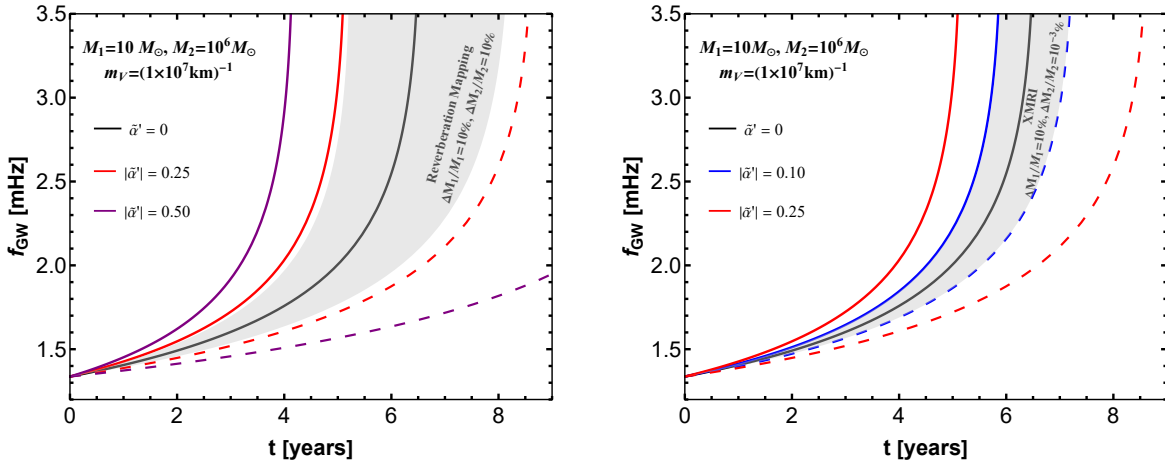 3.5
3.0
2.5
2.0
1.5
0 2 4 6 8
t [years]
f_GW [mHz]
M₁=10 M⊙, M₂=10⁶M⊙
m_V=(1×10⁷km)⁻¹
α̃' = 0
|α̃'| = 0.25
|α̃'| = 0.50
Reverberation Mapping
ΔM₁/M₁=10%, ΔM₂/M₂=10%
3.5
3.0
2.5
2.0
1.5
0 2 4 6 8
t [years]
f_GW [mHz]
M₁=10M⊙, M₂=10⁶M⊙
m_V=(1×10⁷km)⁻¹
α̃' = 0
|α̃'| = 0.10
|α̃'| = 0.25
XMRI
ΔM₁/M₁=10%, ΔM₂/M₂=10⁻³%